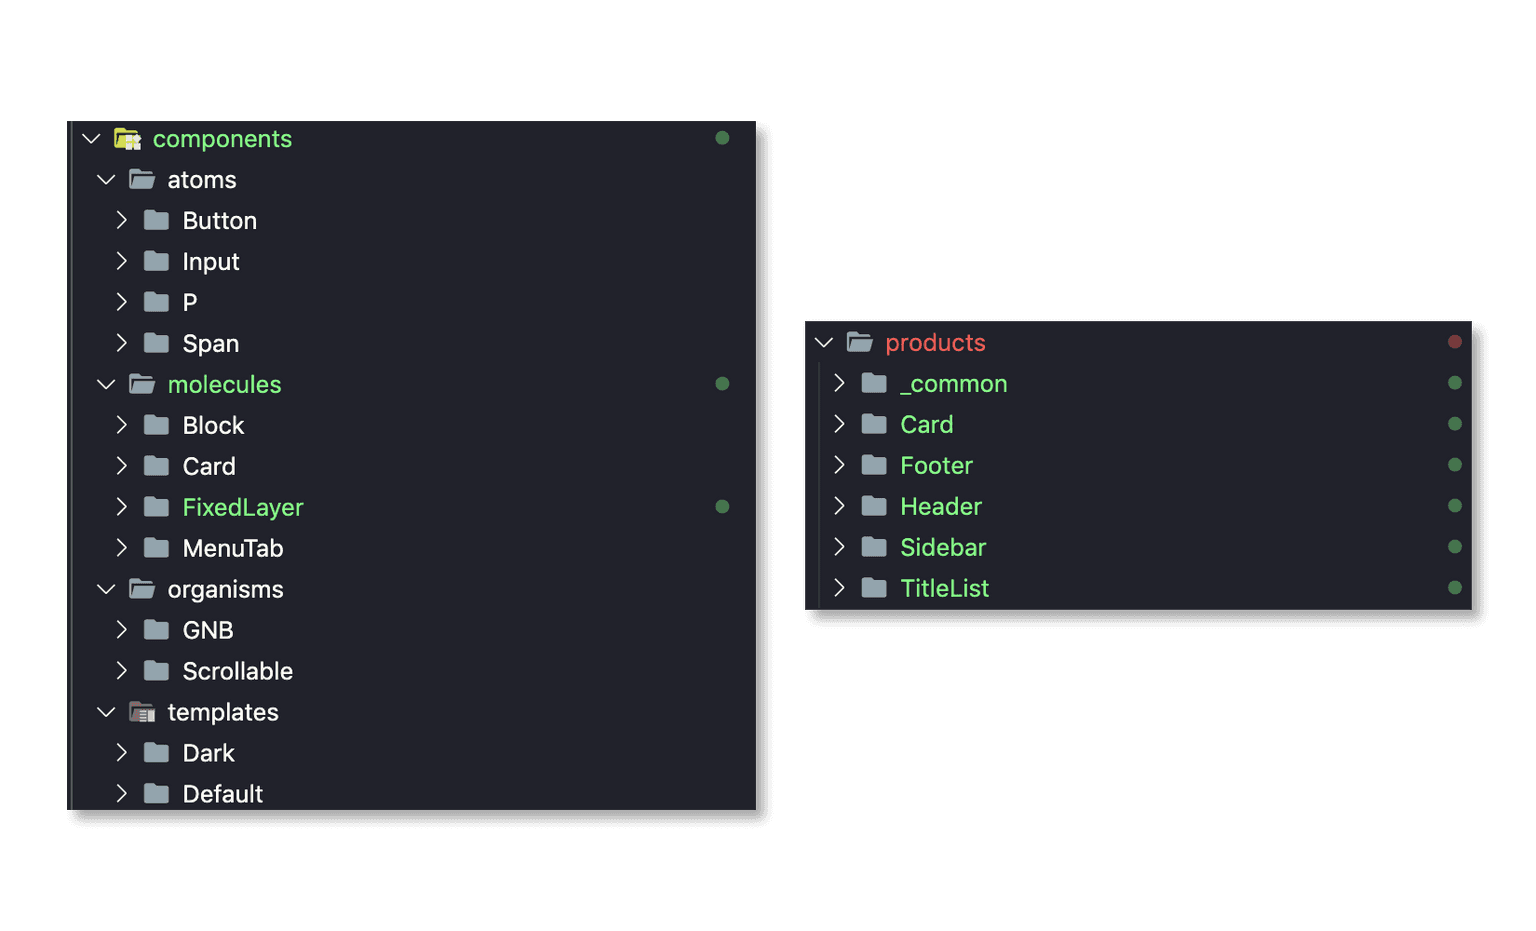 components
atoms
Button
Input
P
Span
molecules
Block
Card
FixedLayer
MenuTab
organisms
GNB
Scrollable
templates
Dark
Default
products
_common
Card
Footer
Header
Sidebar
TitleList